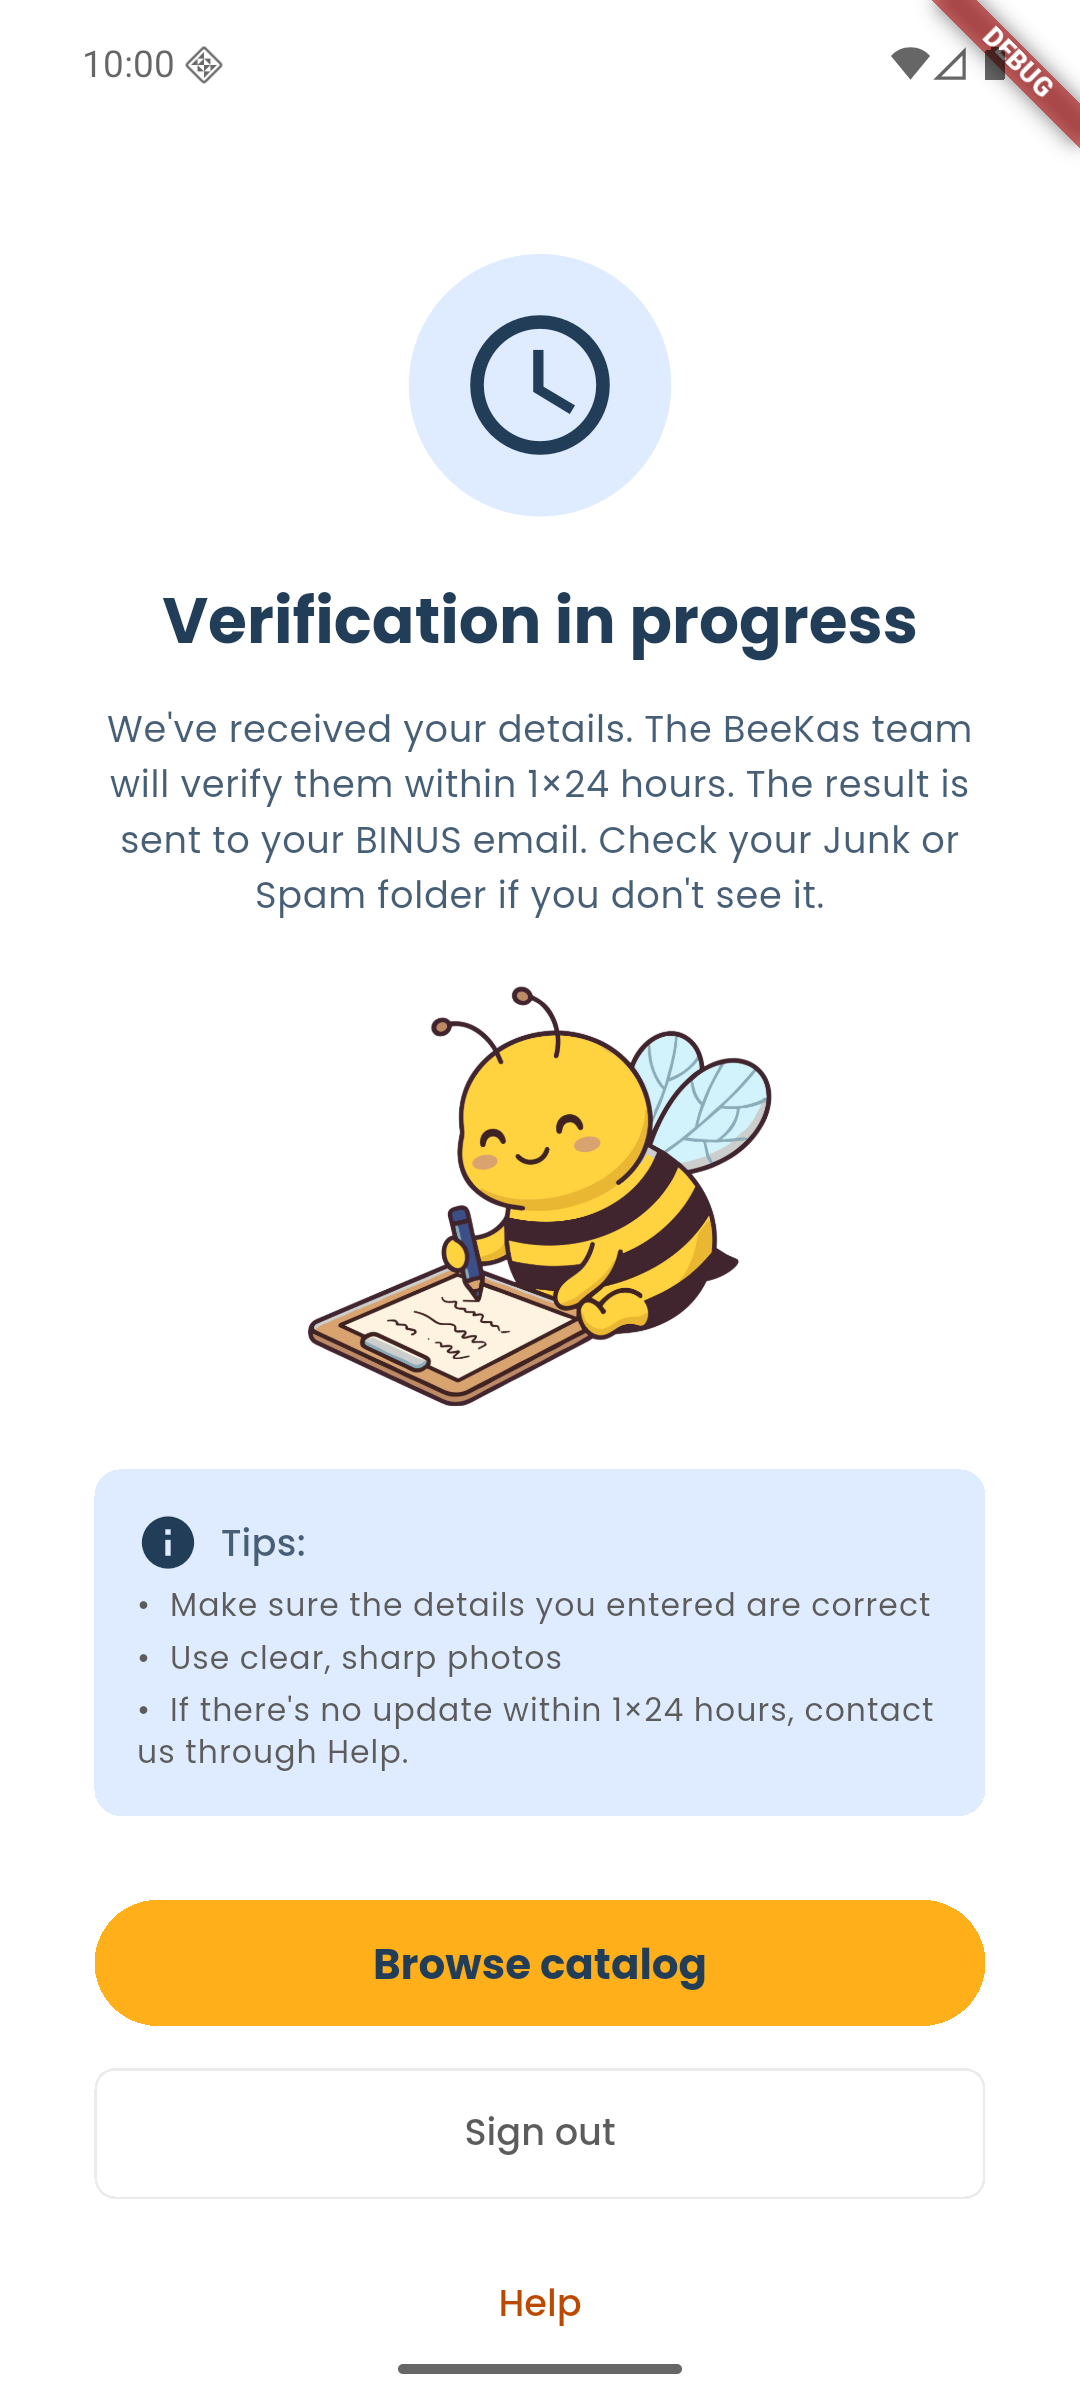 10:00
DEBUG
Verification in progress
We've received your details. The BeeKas team
will verify them within 1×24 hours. The result is
sent to your BINUS email. Check your Junk or
Spam folder if you don't see it.
Tips:
• Make sure the details you entered are correct
• Use clear, sharp photos
• If there's no update within 1×24 hours, contact
us through Help.
Browse catalog
Sign out
Help